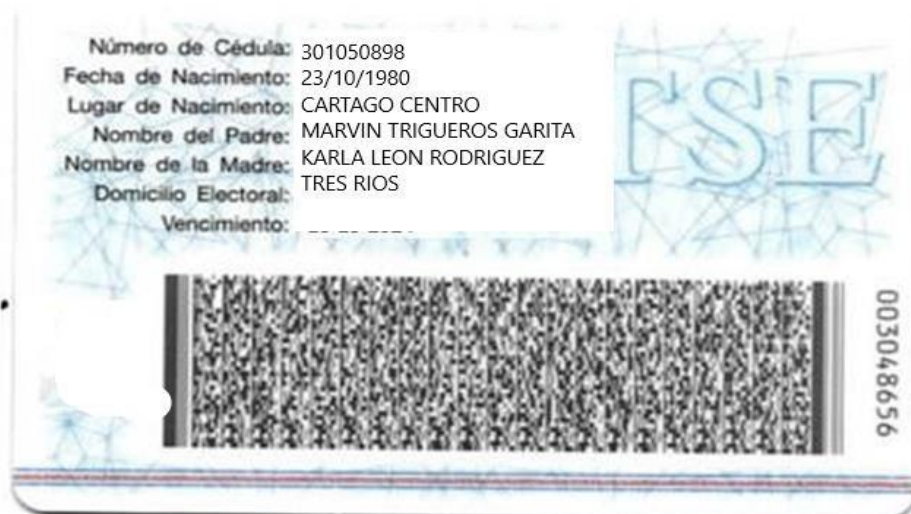 Número de Cédula: 301050898
Fecha de Nacimiento: 23/10/1980
Lugar de Nacimiento: CARTAGO CENTRO
Nombre del Padre: MARVIN TRIGUEROS GARITA
Nombre de la Madre: KARLA LEON RODRIGUEZ
Domicilio Electoral: TRES RIOS
Vencimiento:
TSE
003048656